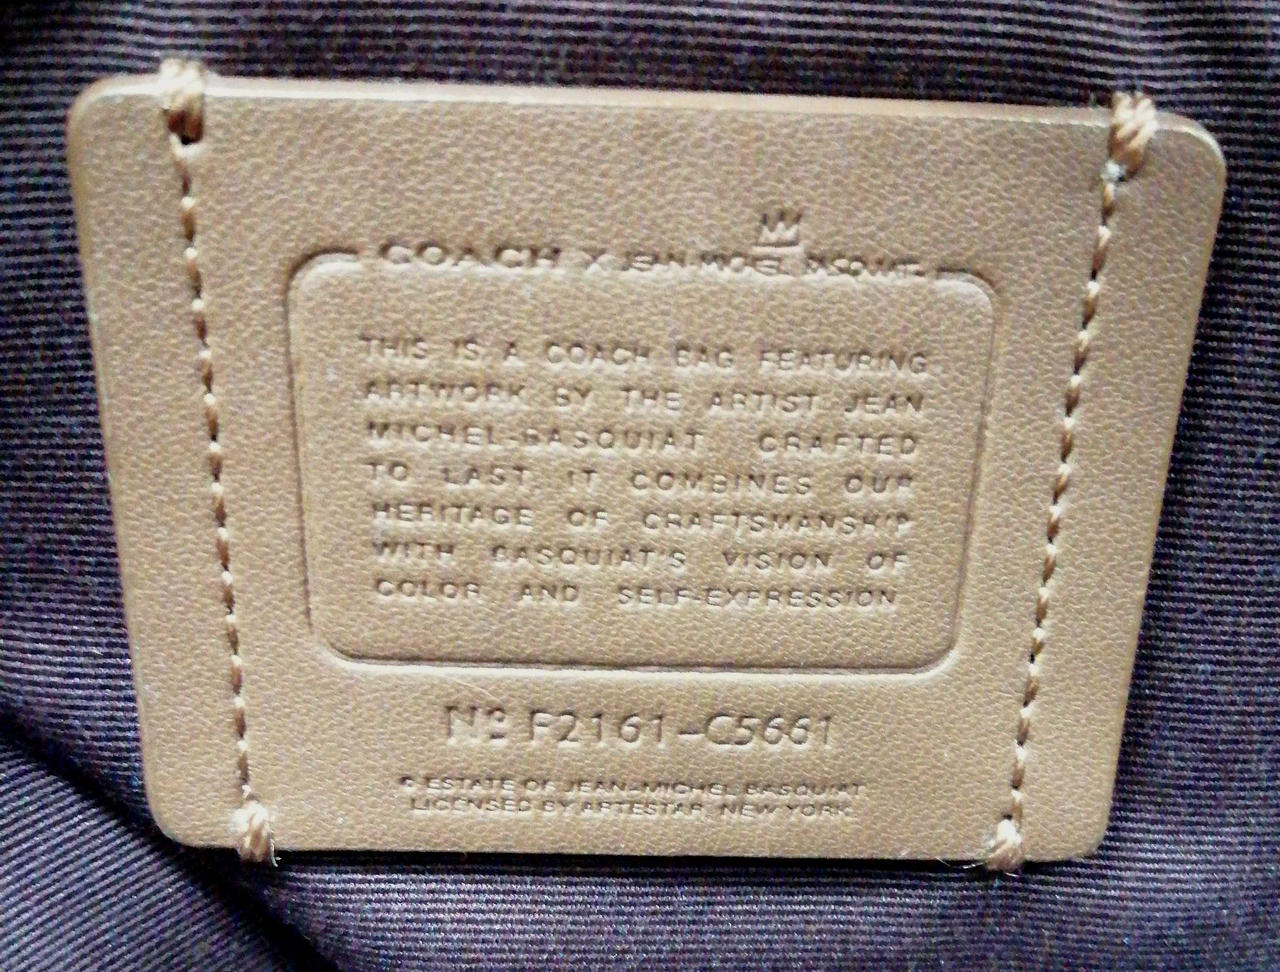 COACH X JEAN-MICHEL BASQUIAT
THIS IS A COACH BAG FEATURING
ARTWORK BY THE ARTIST JEAN
MICHEL-BASQUIAT CRAFTED
TO LAST, IT COMBINES OUR
HERITAGE OF CRAFTSMANSHIP
WITH BASQUIAT'S VISION OF
COLOR AND SELF-EXPRESSION
Nº F2161-C5661
© ESTATE OF JEAN-MICHEL BASQUIAT
LICENSED BY ARTESTAR, NEW YORK.